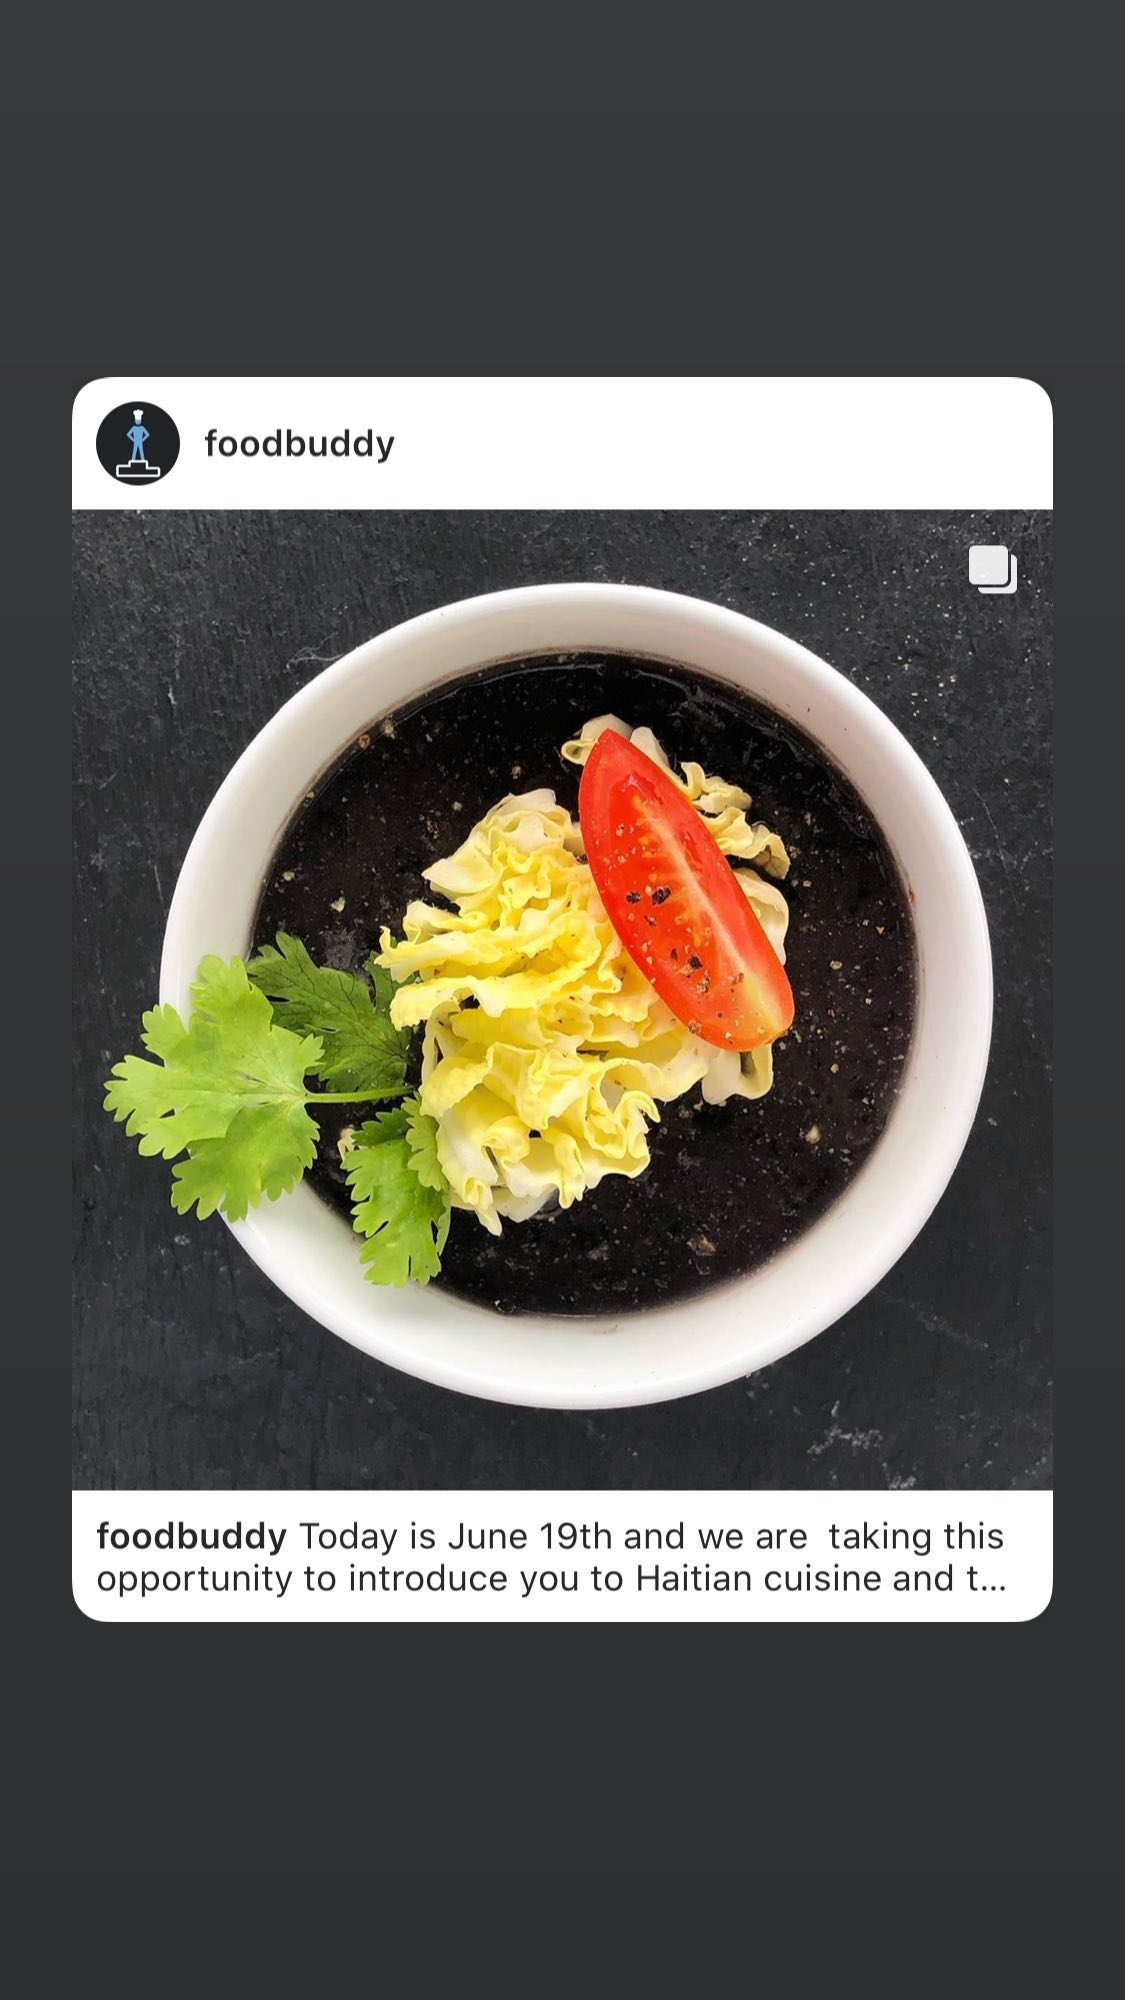 foodbuddy
foodbuddy Today is June 19th and we are  taking this
opportunity to introduce you to Haitian cuisine and t...